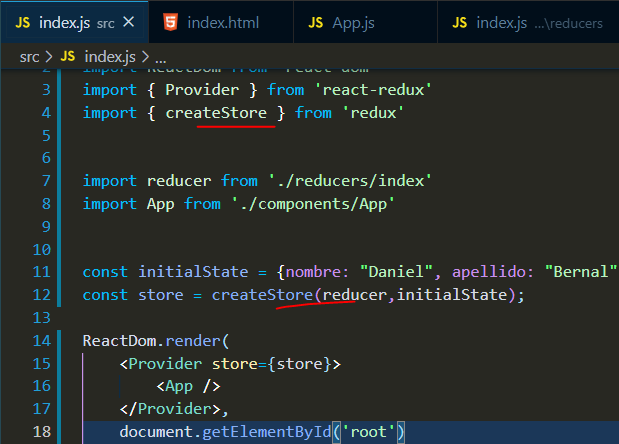 JS index.js src × index.html JS App.js JS index.js ...\reducers
src > JS index.js > ...
2 import ReactDom from 'react-dom'
3 import { Provider } from 'react-redux'
4 import { createStore } from 'redux'
5
6
7 import reducer from './reducers/index'
8 import App from './components/App'
9
10
11 const initialState = {nombre: "Daniel", apellido: "Bernal"
12 const store = createStore(reducer,initialState);
13
14 ReactDom.render(
15 <Provider store={store}>
16 <App />
17 </Provider>,
18 document.getElementById('root')